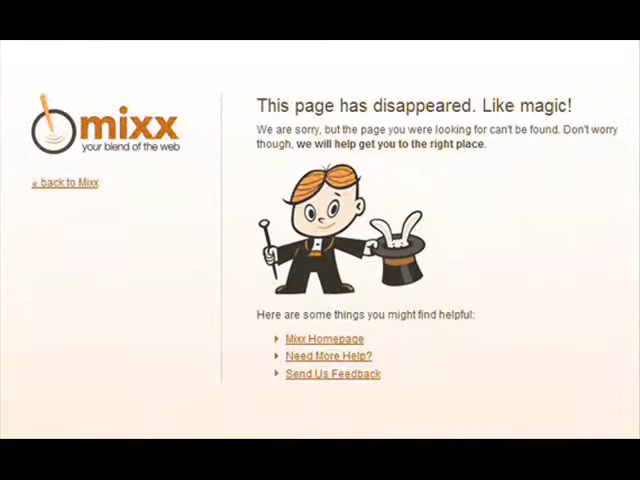 mixx
your blend of the web
« back to Mixx
This page has disappeared. Like magic!
We are sorry, but the page you were looking for can't be found. Don't worry
though, we will help get you to the right place.
Here are some things you might find helpful:
Mixx Homepage
Need More Help?
Send Us Feedback